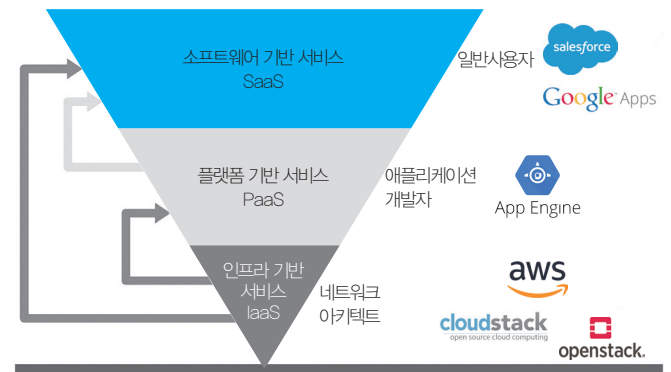 소프트웨어 기반 서비스
SaaS
일반사용자
salesforce
Google Apps
플랫폼 기반 서비스
PaaS
애플리케이션
개발자
App Engine
인프라 기반
서비스
IaaS
네트워크
아키텍트
aws
cloudstack
open source cloud computing
openstack.